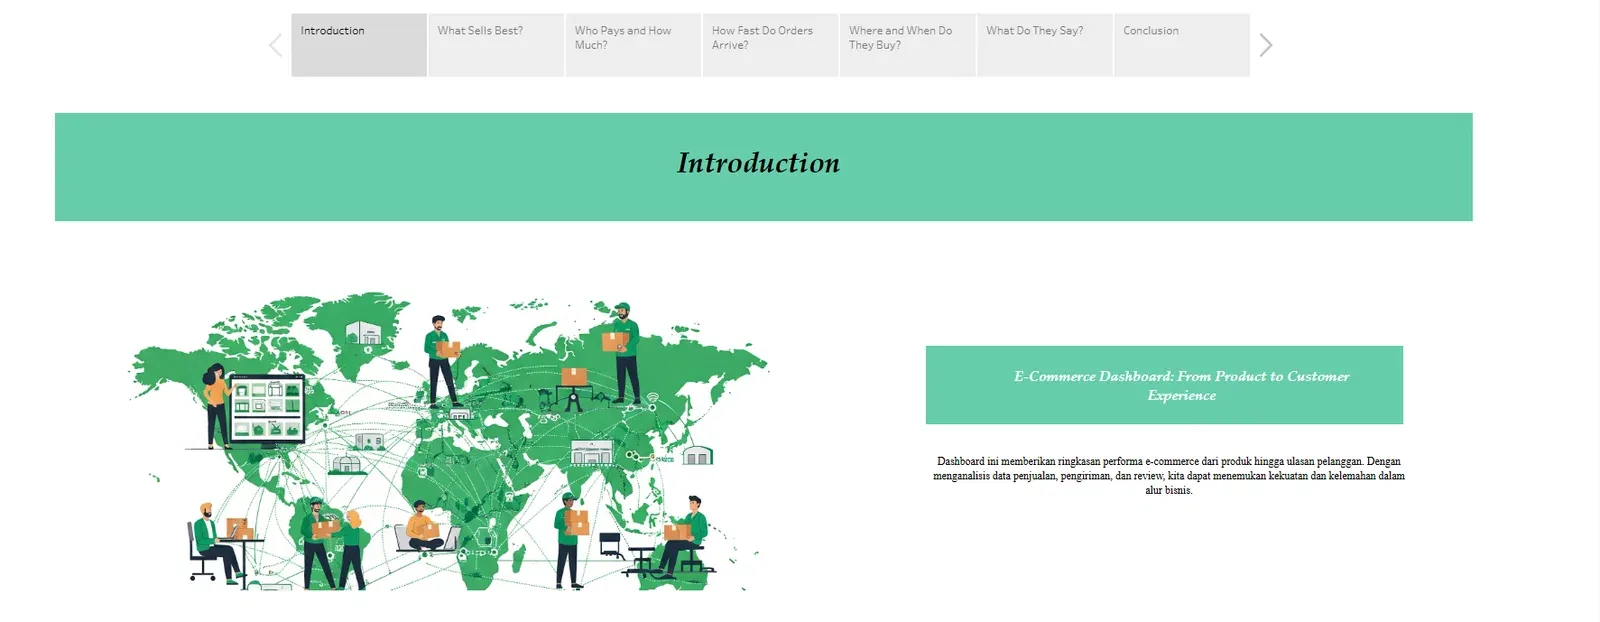 Introduction
What Sells Best?
Who Pays and How
Much?
How Fast Do Orders
Arrive?
Where and When Do
They Buy?
What Do They Say?
Conclusion
Introduction
E-Commerce Dashboard: From Product to Customer
Experience
Dashboard ini memberikan ringkasan performa e-commerce dari produk hingga ulasan pelanggan. Dengan
menganalisis data penjualan, pengiriman, dan review, kita dapat menemukan kekuatan dan kelemahan dalam
alur bisnis.